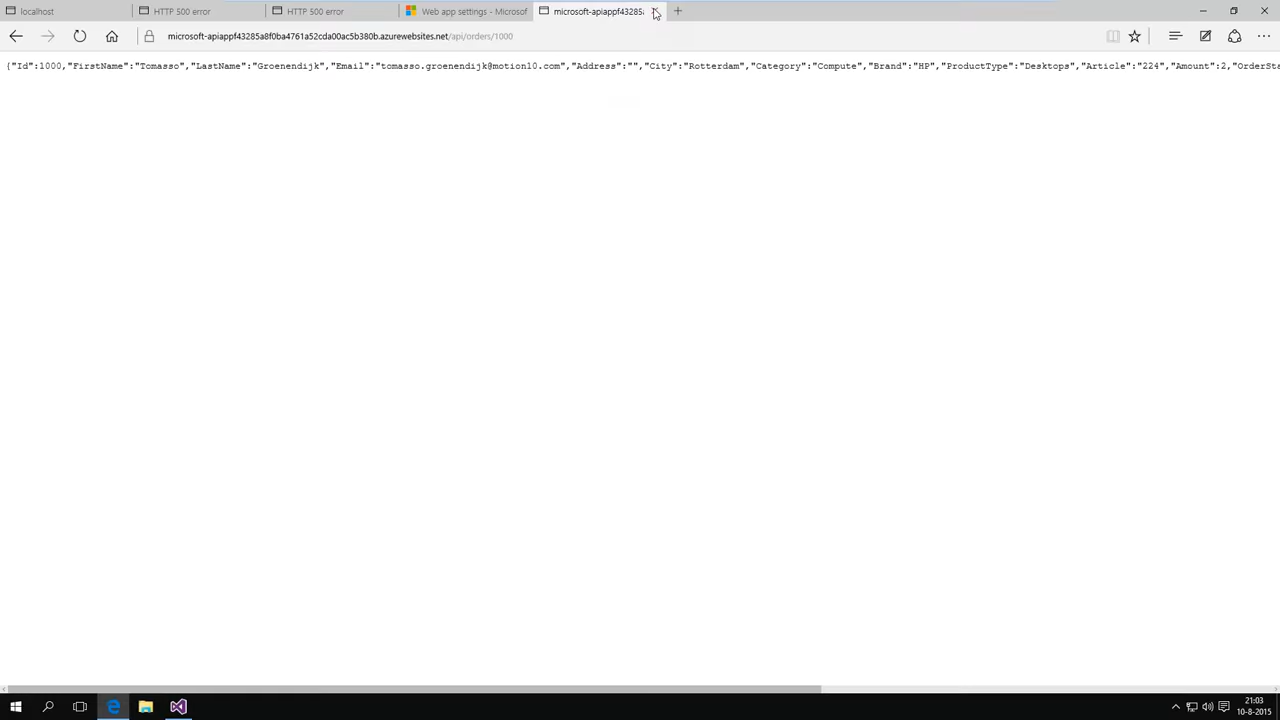 localhost
HTTP 500 error
HTTP 500 error
Web app settings - Microsof
microsoft-apiappf43285a
microsoft-apiappf43285a8f0ba4761a52cda00ac5b380b.azurewebsites.net/api/orders/1000
{"Id":1000,"FirstName":"Tomasso","LastName":"Groenendijk","Email":"tomasso.groenendijk@motion10.com","Address":"","City":"Rotterdam","Category":"Compute","Brand":"HP","ProductType":"Desktops","Article":"224","Amount":2,"OrderSta
21:03
10-8-2015